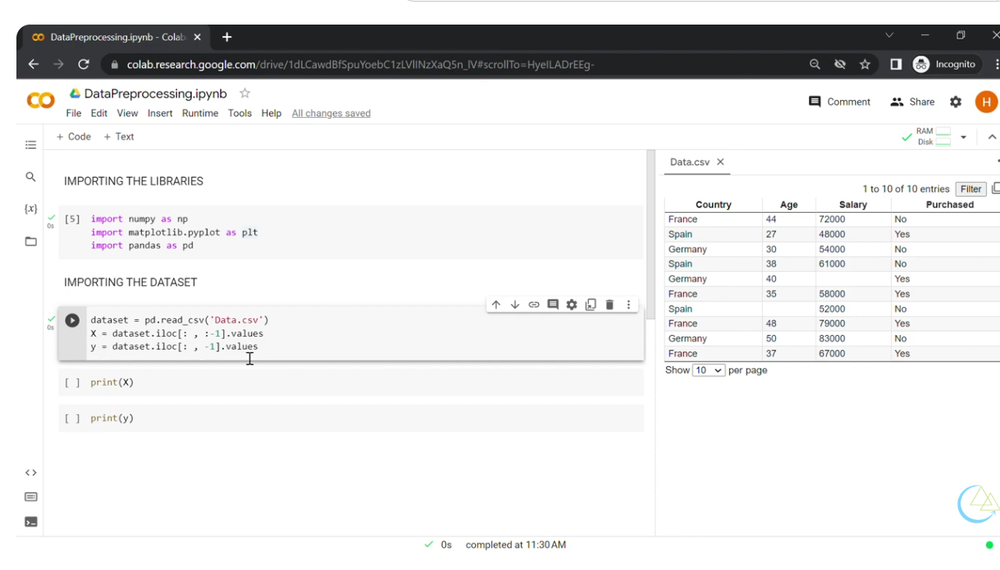 DataPreprocessing.ipynb - Colab
colab.research.google.com/drive/1dLCawdBfSpuYoebC1zLVlINzXaQ5n_lV#scrollTo=HyeILADrEEg-
Incognito
DataPreprocessing.ipynb
H
File Edit View Insert Runtime Tools Help All changes saved
Comment Share
+ Code + Text
RAM
Disk
IMPORTING THE LIBRARIES
{x}
0s
[5] import numpy as np
import matplotlib.pyplot as plt
import pandas as pd
IMPORTING THE DATASET
0s
dataset = pd.read_csv('Data.csv')
X = dataset.iloc[: , :-1].values
y = dataset.iloc[: , -1].values
[ ] print(X)
[ ] print(y)
Data.csv
1 to 10 of 10 entries Filter
Country Age Salary Purchased
France 44 72000 No
Spain 27 48000 Yes
Germany 30 54000 No
Spain 38 61000 No
Germany 40 Yes
France 35 58000 Yes
Spain 52000 No
France 48 79000 Yes
Germany 50 83000 No
France 37 67000 Yes
Show 10 per page
0s completed at 11:30 AM